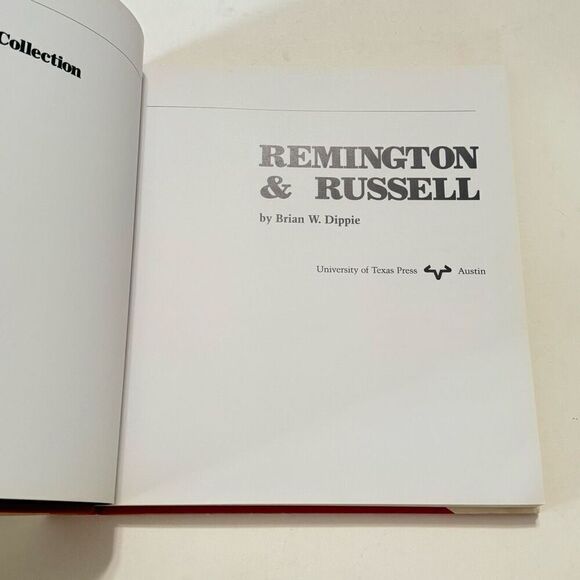 Collection
REMINGTON
& RUSSELL
by Brian W. Dippie
University of Texas Press Austin